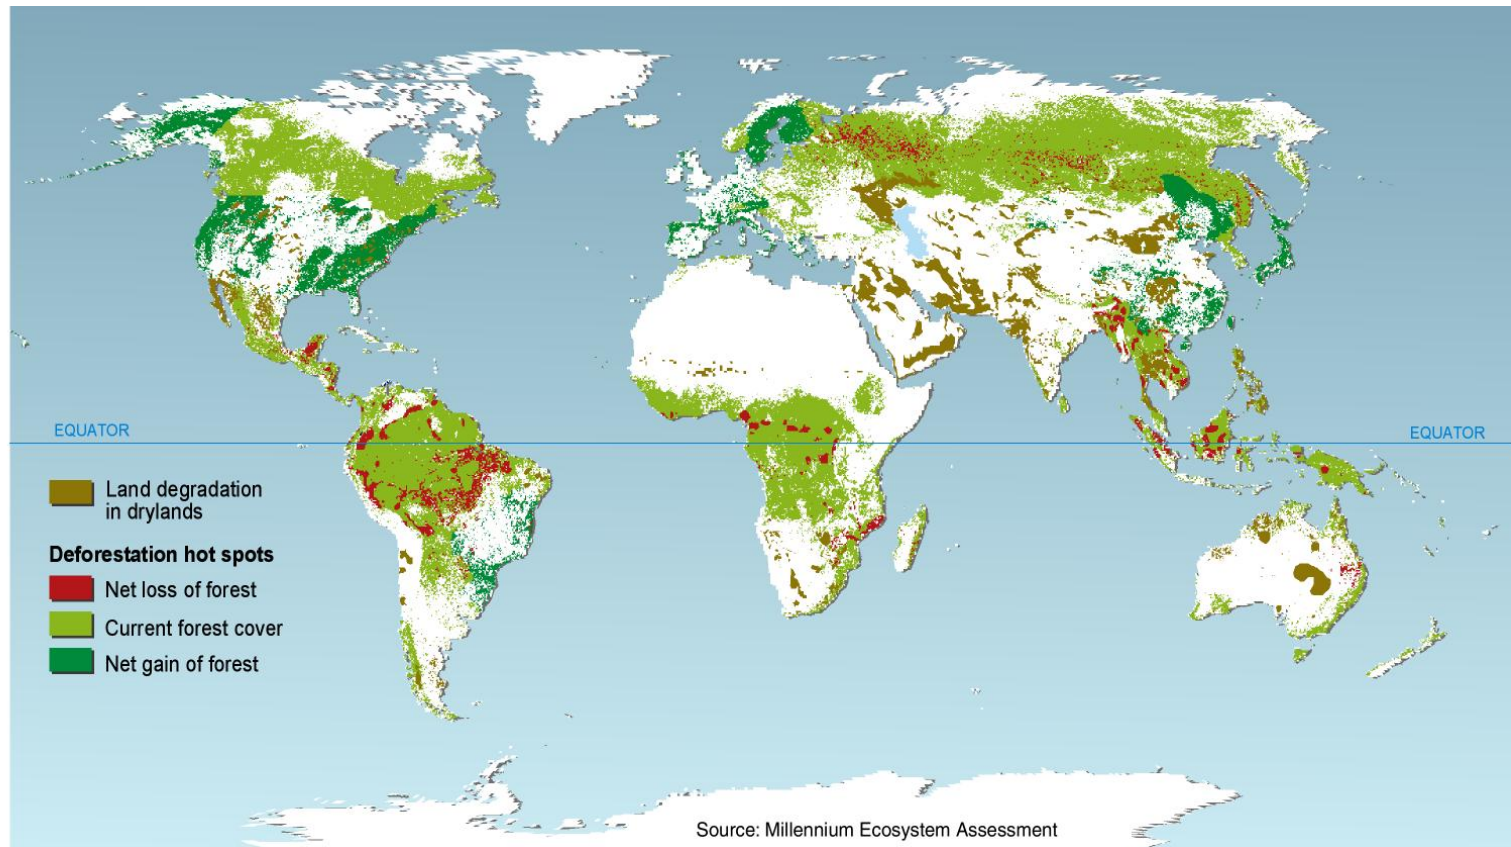 EQUATOR
EQUATOR
Land degradation
in drylands
Deforestation hot spots
Net loss of forest
Current forest cover
Net gain of forest
Source: Millennium Ecosystem Assessment